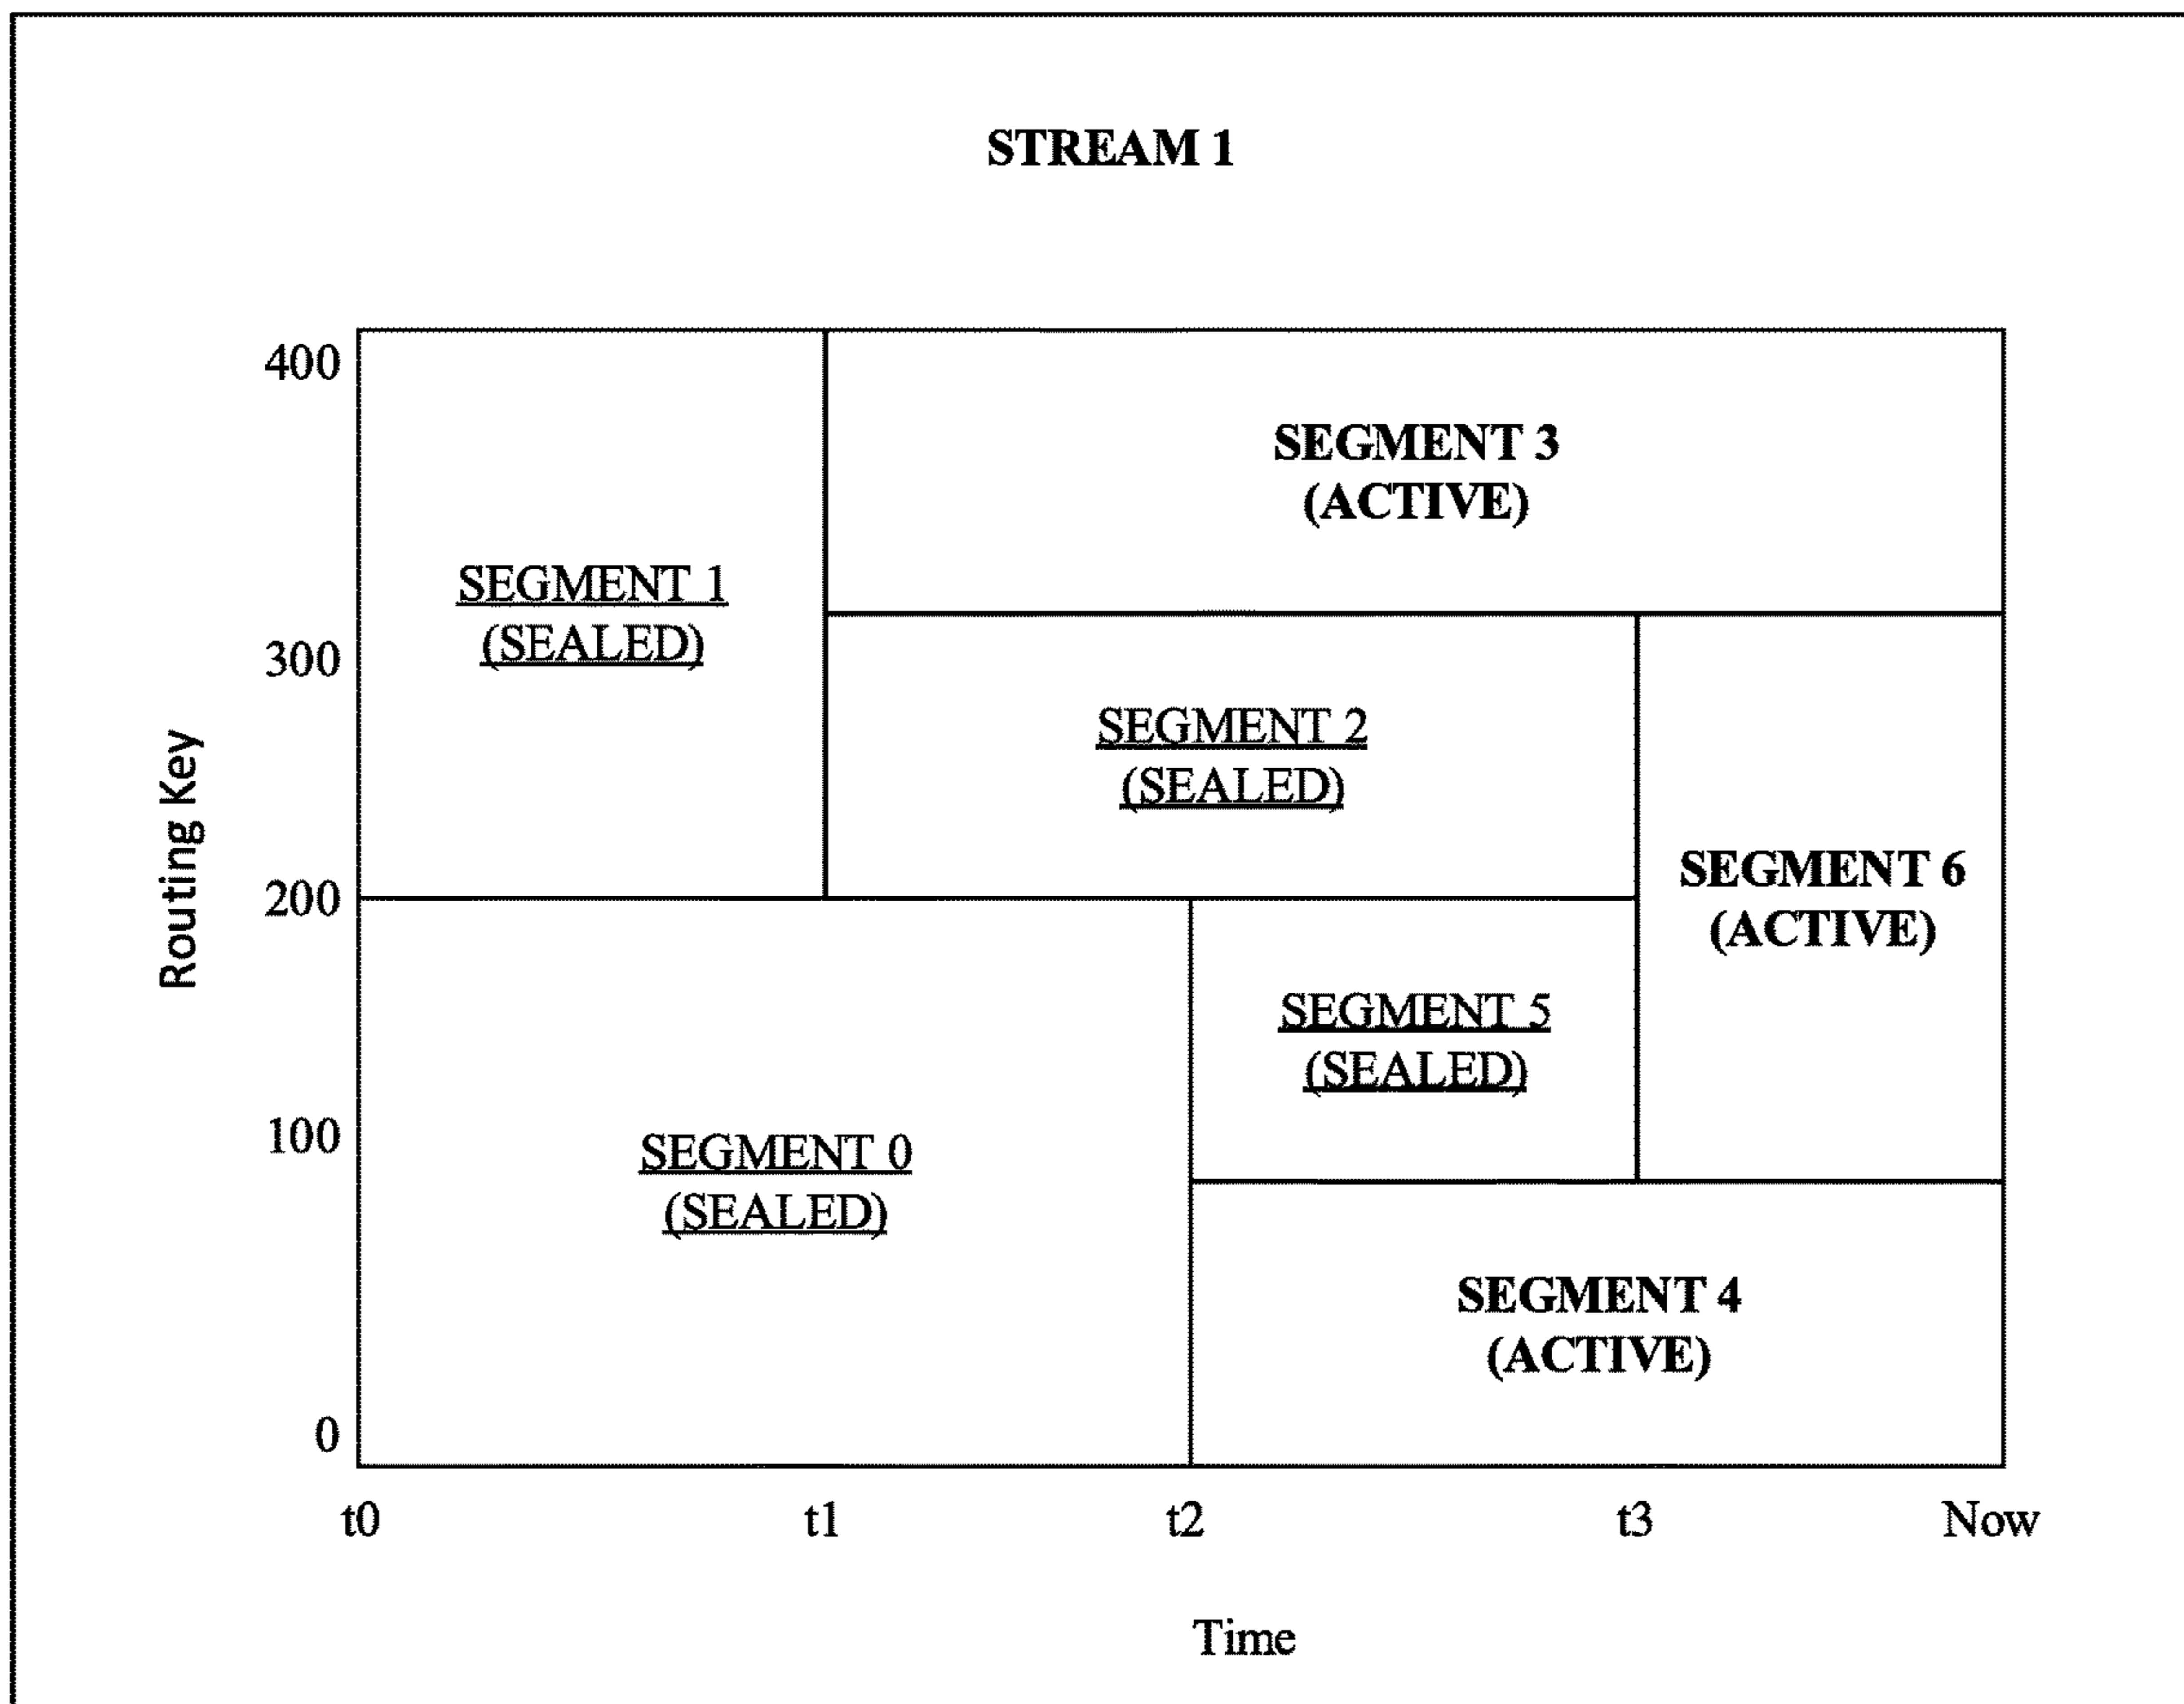 STREAM 1
400
SEGMENT 3
(ACTIVE)
SEGMENT 1
(SEALED)
300
SEGMENT 2
(SEALED)
Routing Key
SEGMENT 6
(ACTIVE)
200
SEGMENT 5
(SEALED)
100
SEGMENT 0
(SEALED)
SEGMENT 4
(ACTIVE)
0
t0
t1
t2
t3
Now
Time